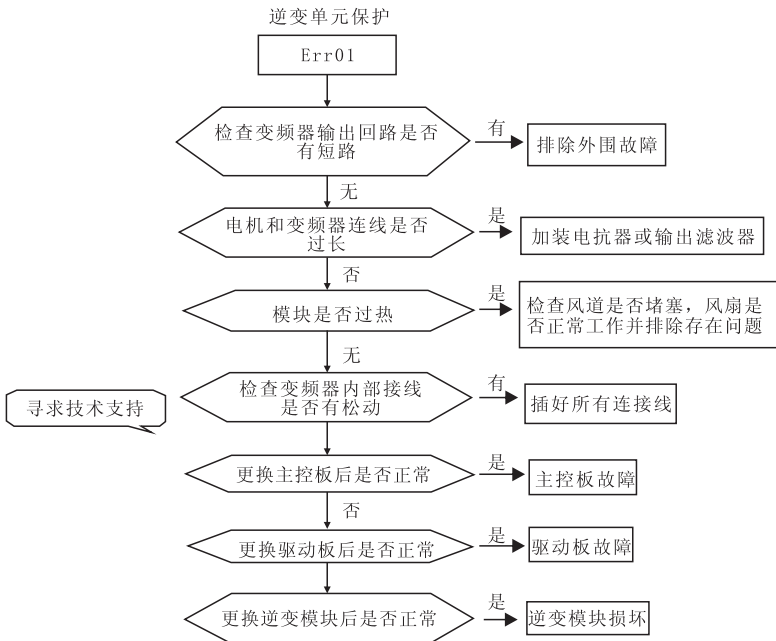 逆变单元保护
Err01
检查变频器输出回路是否
有短路
有
排除外围故障
无
电机和变频器连线是否
过长
是
加装电抗器或输出滤波器
否
模块是否过热
是
检查风道是否堵塞，风扇是
否正常工作并排除存在问题
无
检查变频器内部接线
是否有松动
有
插好所有连接线
寻求技术支持
更换主控板后是否正常
是
主控板故障
否
更换驱动板后是否正常
是
驱动板故障
更换逆变模块后是否正常
是
逆变模块损坏